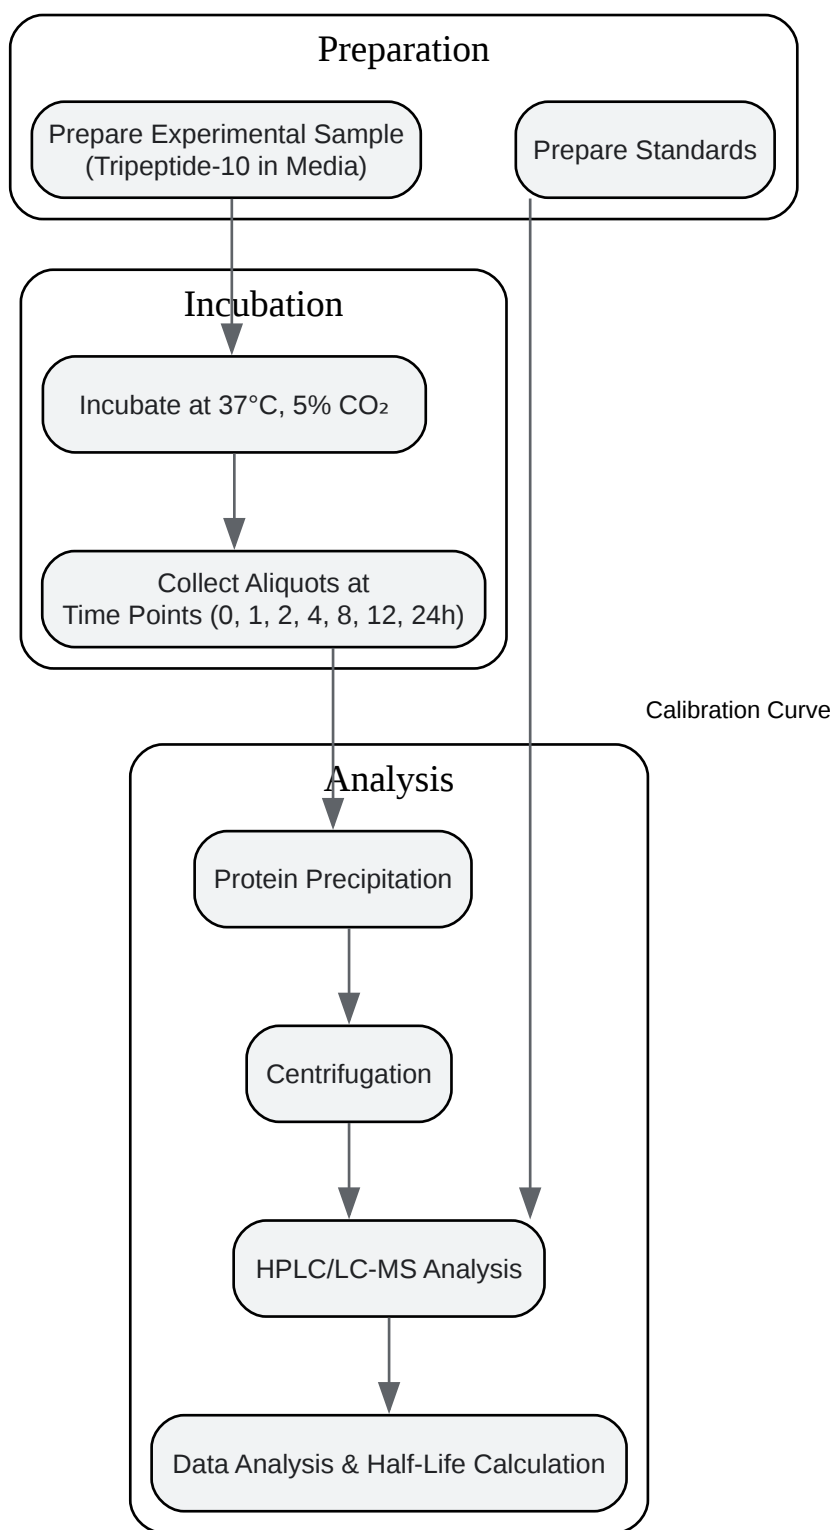 Preparation
Prepare Experimental Sample
(Tripeptide-10 in Media)
Prepare Standards
Incubation
Incubate at 37°C, 5% CO₂
Collect Aliquots at
Time Points (0, 1, 2, 4, 8, 12, 24h)
Calibration Curve
Analysis
Protein Precipitation
Centrifugation
HPLC/LC-MS Analysis
Data Analysis & Half-Life Calculation